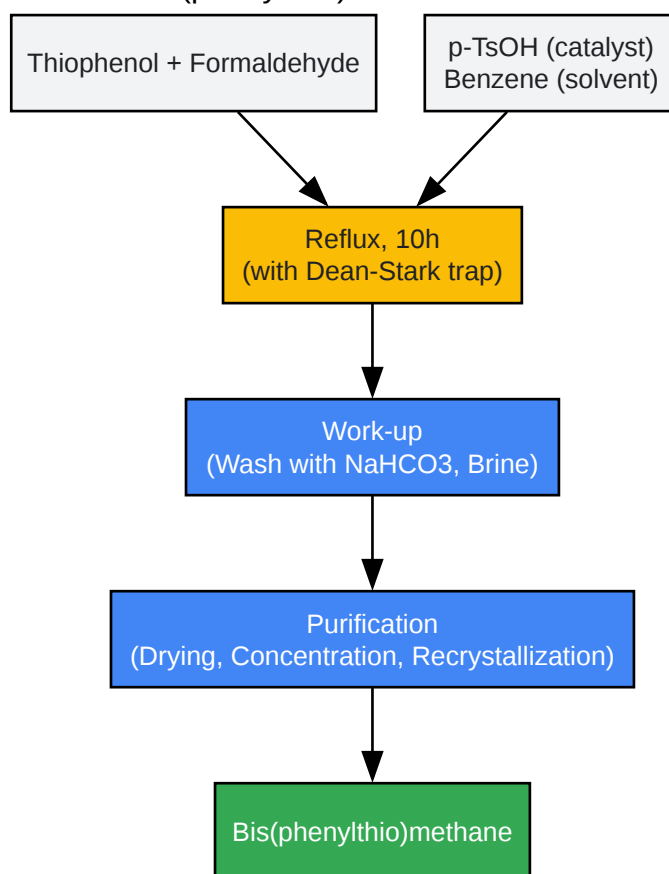 Thiophenol + Formaldehyde
p-TsOH (catalyst)
Benzene (solvent)
Reflux, 10h
(with Dean-Stark trap)
Work-up
(Wash with NaHCO3, Brine)
Purification
(Drying, Concentration, Recrystallization)
Bis(phenylthio)methane